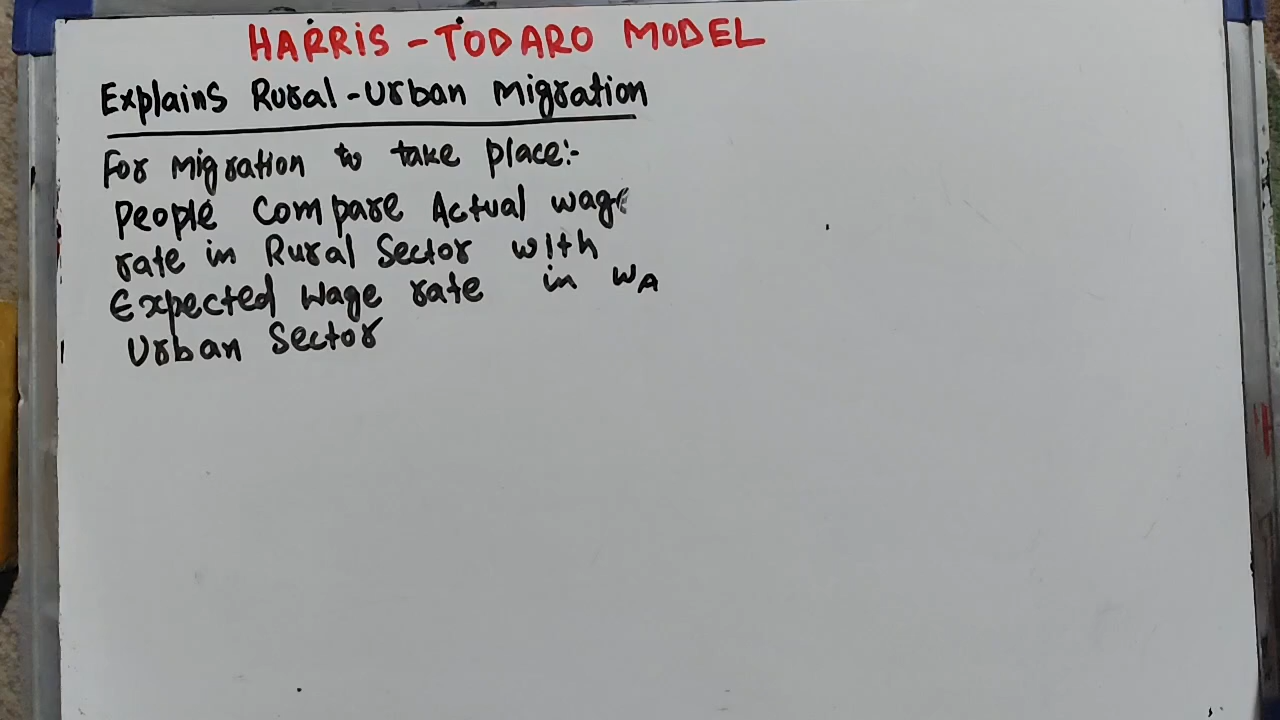 HARRIS - TODARO MODEL
Explains Rural-Urban Migration
For migration to take place:-
People Compare Actual wage
rate in Rural Sector with
Expected wage rate in WA
Urban Sector